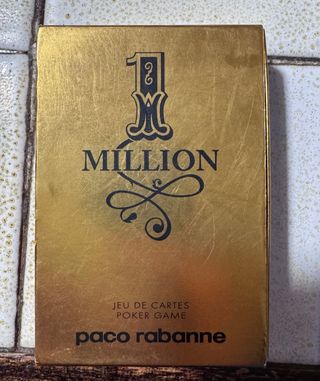 1
MILLION
JEU DE CARTES
POKER GAME
paco rabanne